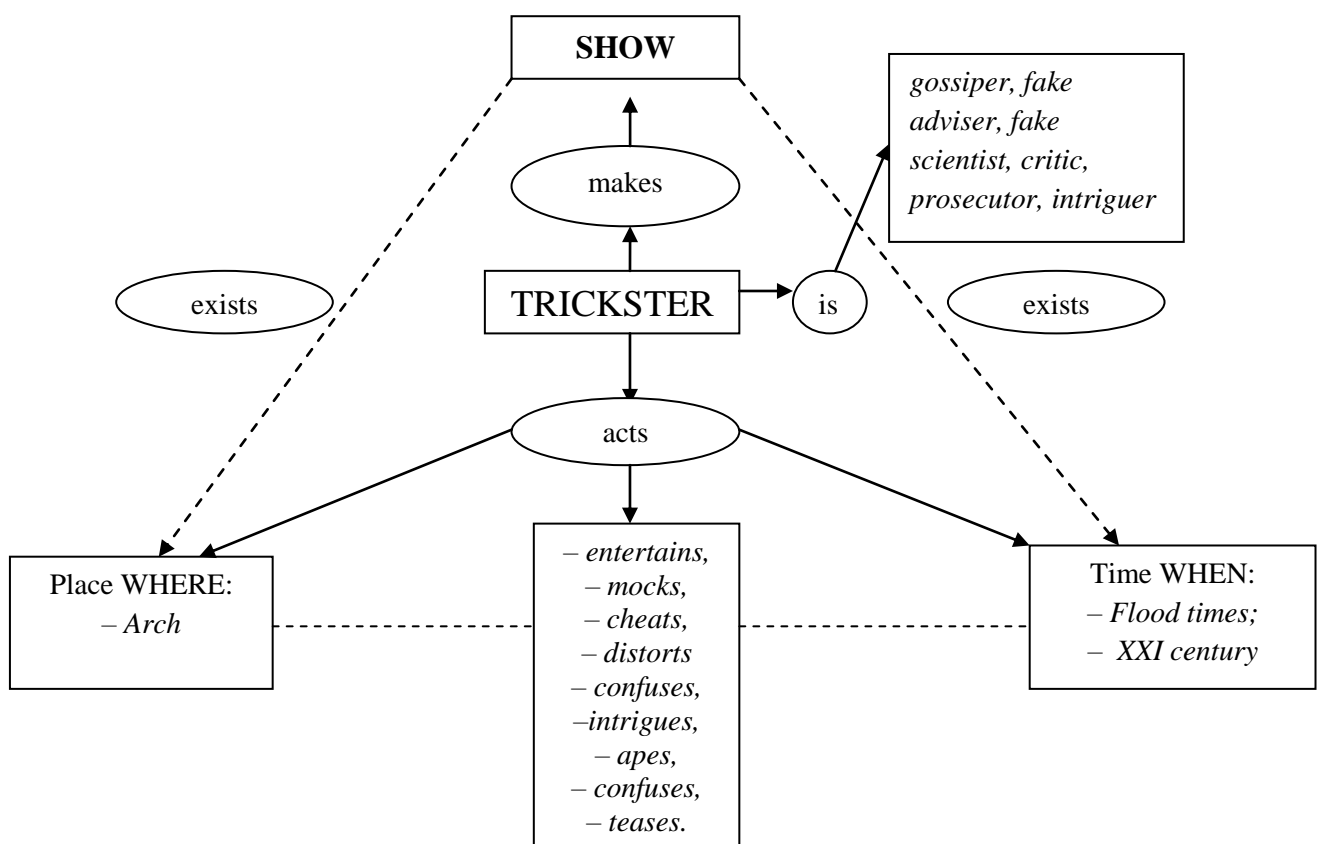 SHOW
gossiper, fake
adviser, fake
scientist, critic,
prosecutor, intriguer
makes
exists
TRICKSTER
is
exists
acts
Place WHERE:
– Arch
– entertains,
– mocks,
– cheats,
– distorts
– confuses,
–intrigues,
– apes,
– confuses,
– teases.
Time WHEN:
– Flood times;
– XXI century